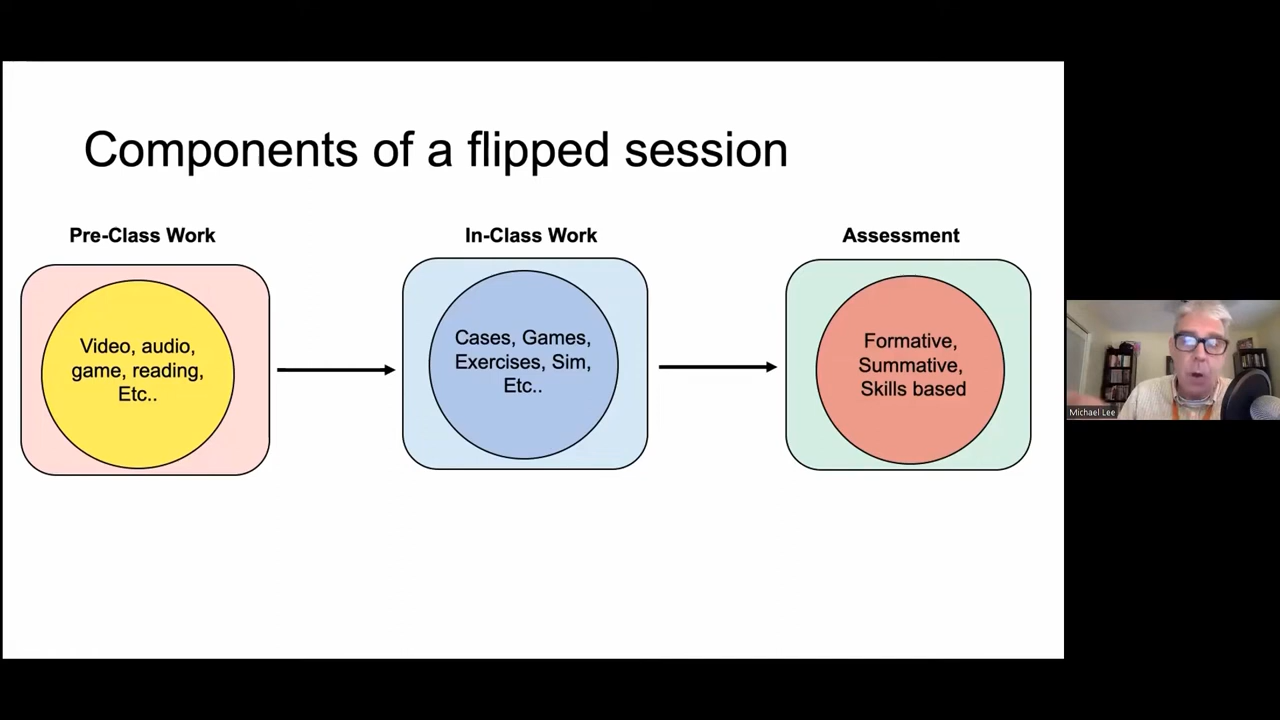 Components of a flipped session
Pre-Class Work
Video, audio,
game, reading,
Etc..
In-Class Work
Cases, Games,
Exercises, Sim,
Etc..
Assessment
Formative,
Summative,
Skills based
Michael Lee